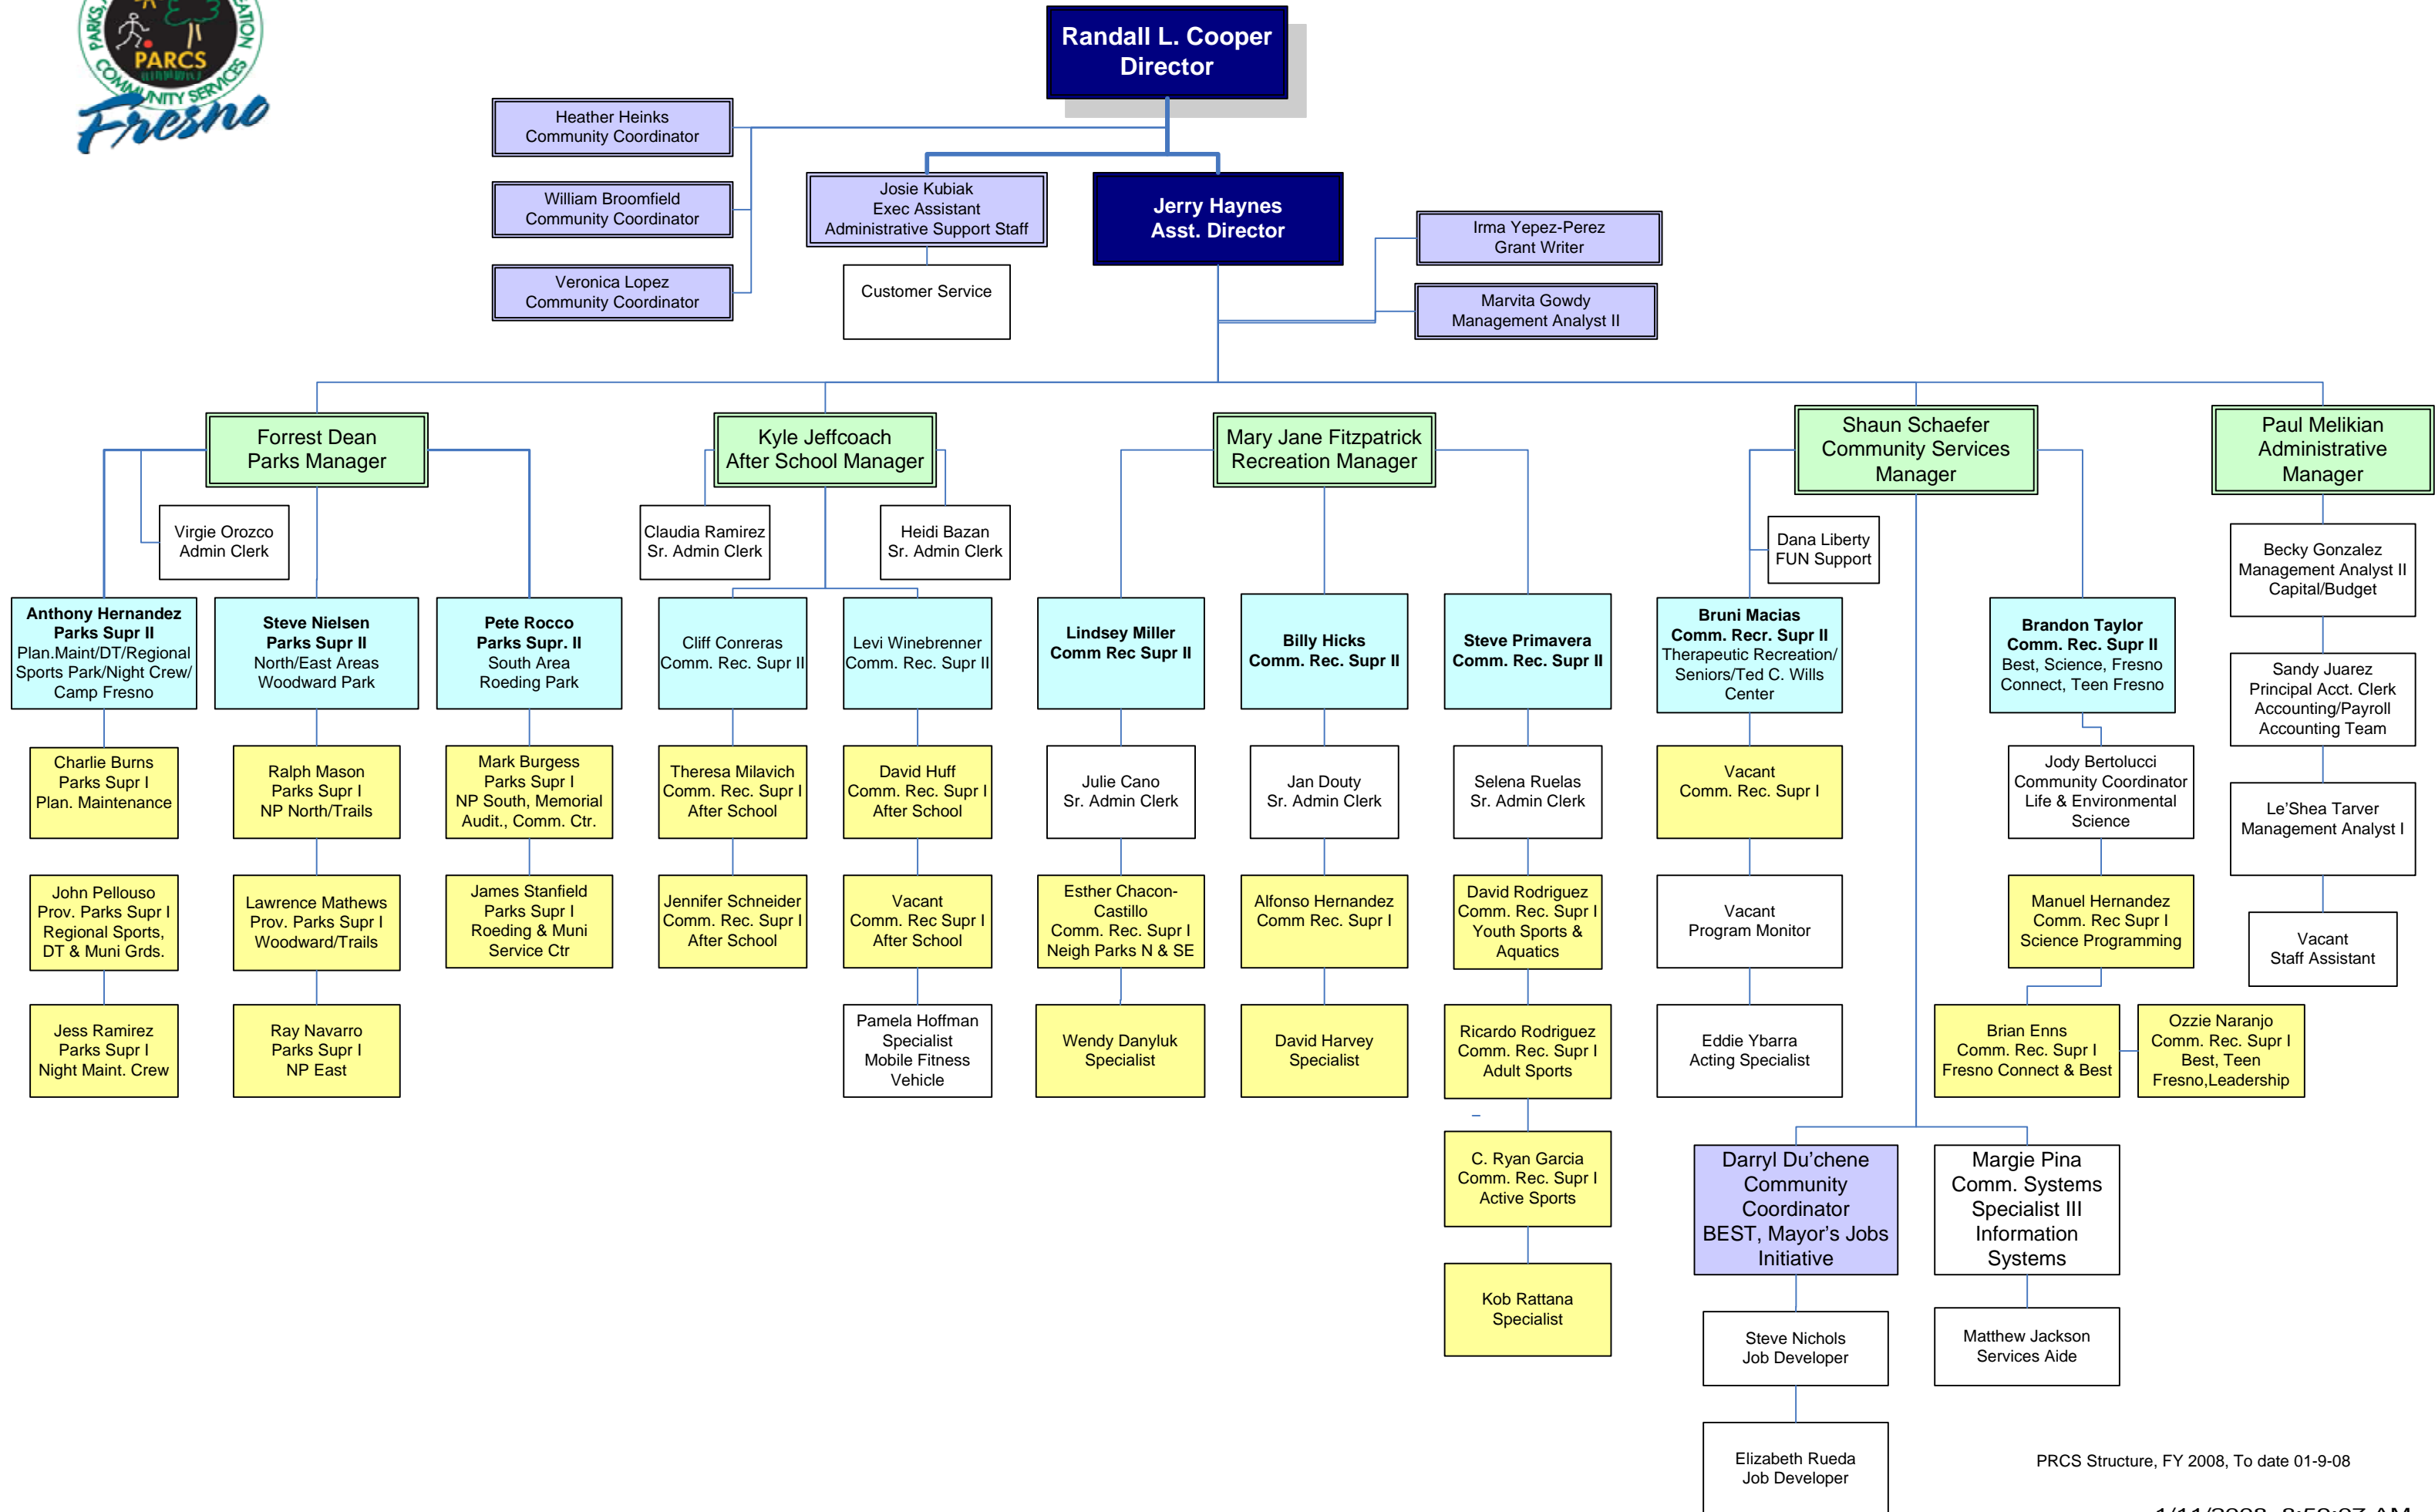 PARKS,
ATION
PARCS
COMMUNITY SERVICES
Fresno
Randall L. Cooper
Director
Heather Heinks
Community Coordinator
William Broomfield
Community Coordinator
Veronica Lopez
Community Coordinator
Josie Kubiak
Exec Assistant
Administrative Support Staff
Customer Service
Jerry Haynes
Asst. Director
Irma Yepez-Perez
Grant Writer
Marvita Gowdy
Management Analyst II
Forrest Dean
Parks Manager
Kyle Jeffcoach
After School Manager
Mary Jane Fitzpatrick
Recreation Manager
Shaun Schaefer
Community Services
Manager
Paul Melikian
Administrative
Manager
Virgie Orozco
Admin Clerk
Claudia Ramirez
Sr. Admin Clerk
Heidi Bazan
Sr. Admin Clerk
Dana Liberty
FUN Support
Becky Gonzalez
Management Analyst II
Capital/Budget
Anthony Hernandez
Parks Supr II
Plan.Maint/DT/Regional
Sports Park/Night Crew/
Camp Fresno
Steve Nielsen
Parks Supr II
North/East Areas
Woodward Park
Pete Rocco
Parks Supr. II
South Area
Roeding Park
Cliff Conreras
Comm. Rec. Supr II
Levi Winebrenner
Comm. Rec. Supr II
Lindsey Miller
Comm Rec Supr II
Billy Hicks
Comm. Rec. Supr II
Steve Primavera
Comm. Rec. Supr II
Bruni Macias
Comm. Recr. Supr II
Therapeutic Recreation/
Seniors/Ted C. Wills
Center
Brandon Taylor
Comm. Rec. Supr II
Best, Science, Fresno
Connect, Teen Fresno
Sandy Juarez
Principal Acct. Clerk
Accounting/Payroll
Accounting Team
Charlie Burns
Parks Supr I
Plan. Maintenance
Ralph Mason
Parks Supr I
NP North/Trails
Mark Burgess
Parks Supr I
NP South, Memorial
Audit., Comm. Ctr.
Theresa Milavich
Comm. Rec. Supr I
After School
David Huff
Comm. Rec. Supr I
After School
Julie Cano
Sr. Admin Clerk
Jan Douty
Sr. Admin Clerk
Selena Ruelas
Sr. Admin Clerk
Vacant
Comm. Rec. Supr I
Jody Bertolucci
Community Coordinator
Life & Environmental
Science
Le'Shea Tarver
Management Analyst I
John Pellouso
Prov. Parks Supr I
Regional Sports,
DT & Muni Grds.
Lawrence Mathews
Prov. Parks Supr I
Woodward/Trails
James Stanfield
Parks Supr I
Roeding & Muni
Service Ctr
Jennifer Schneider
Comm. Rec. Supr I
After School
Vacant
Comm. Rec Supr I
After School
Esther Chacon-
Castillo
Comm. Rec. Supr I
Neigh Parks N & SE
Alfonso Hernandez
Comm Rec. Supr I
David Rodriguez
Comm. Rec. Supr I
Youth Sports &
Aquatics
Vacant
Program Monitor
Manuel Hernandez
Comm. Rec Supr I
Science Programming
Vacant
Staff Assistant
Jess Ramirez
Parks Supr I
Night Maint. Crew
Ray Navarro
Parks Supr I
NP East
Pamela Hoffman
Specialist
Mobile Fitness
Vehicle
Wendy Danyluk
Specialist
David Harvey
Specialist
Ricardo Rodriguez
Comm. Rec. Supr I
Adult Sports
Eddie Ybarra
Acting Specialist
Brian Enns
Comm. Rec. Supr I
Fresno Connect & Best
Ozzie Naranjo
Comm. Rec. Supr I
Best, Teen
Fresno,Leadership
C. Ryan Garcia
Comm. Rec. Supr I
Active Sports
Darryl Du'chene
Community
Coordinator
BEST, Mayor's Jobs
Initiative
Margie Pina
Comm. Systems
Specialist III
Information
Systems
Kob Rattana
Specialist
Steve Nichols
Job Developer
Matthew Jackson
Services Aide
Elizabeth Rueda
Job Developer
PRCS Structure, FY 2008, To date 01-9-08